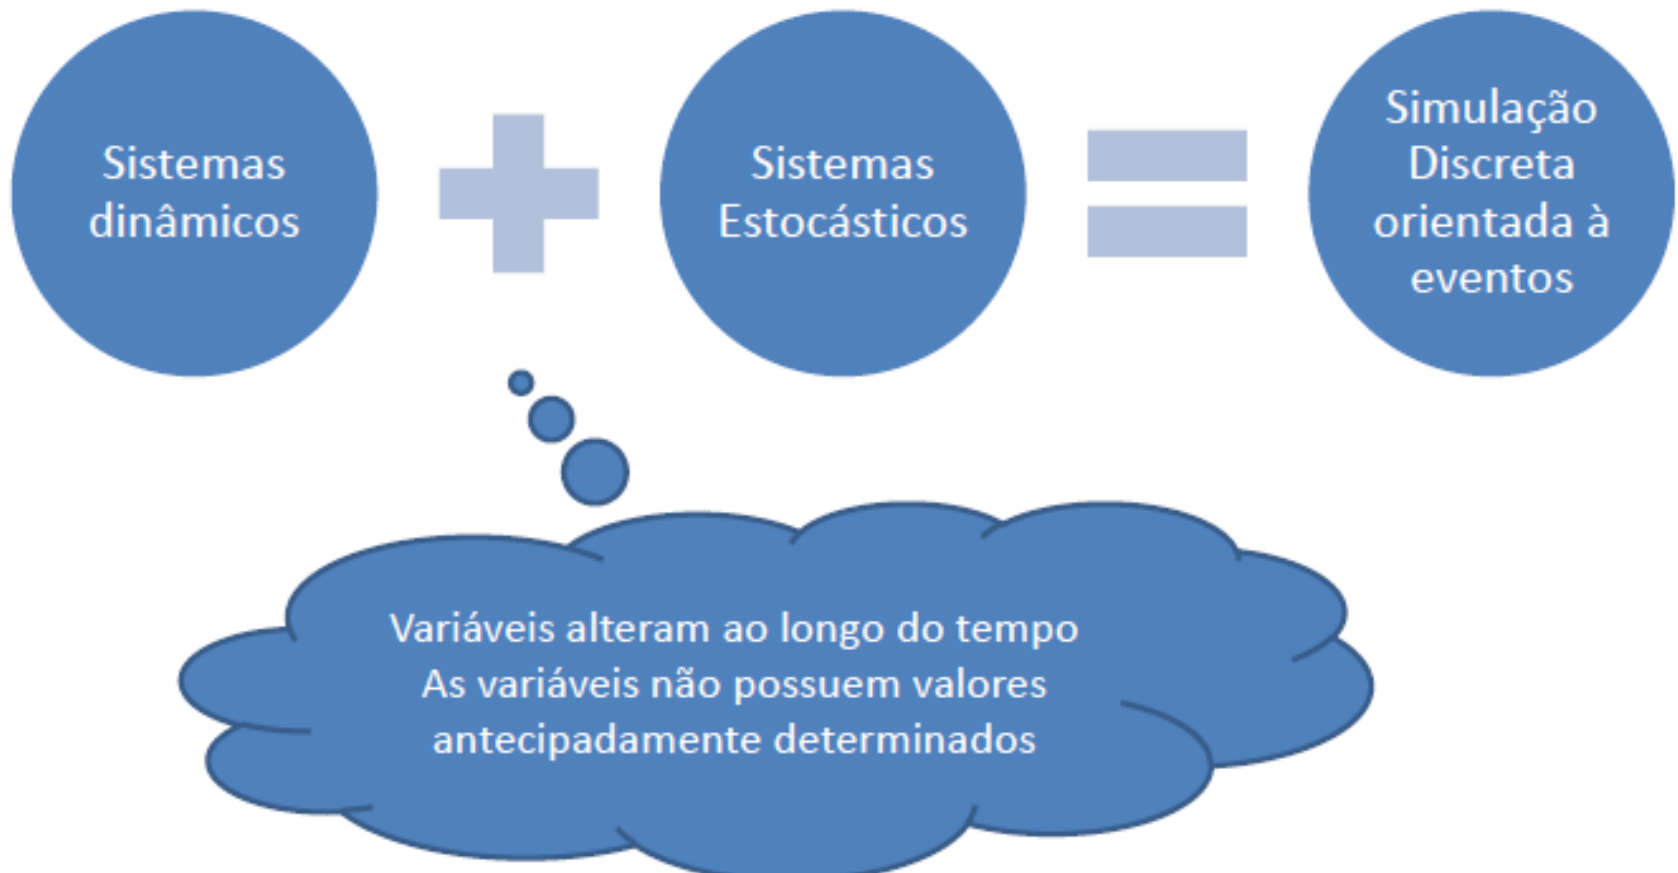 Sistemas
dinâmicos
Sistemas
Estocásticos
Simulação
Discreta
orientada à
eventos
Variáveis alteram ao longo do tempo
As variáveis não possuem valores
antecipadamente determinados